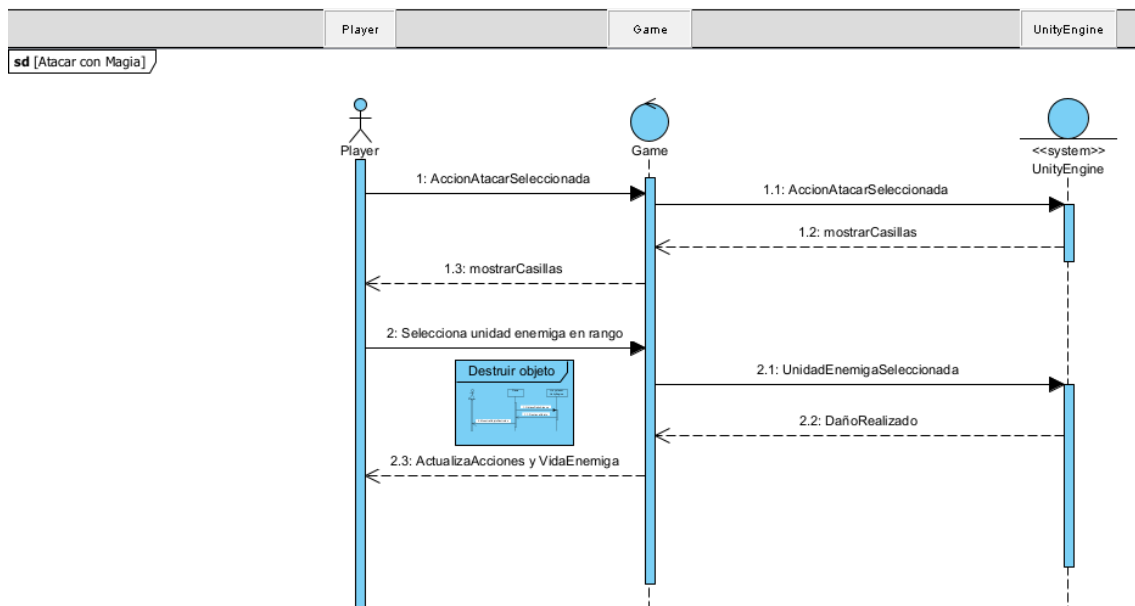 Player Game UnityEngine
sd [Atacar con Magia]
Player
Game
<<system>>
UnityEngine
1: AccionAtacarSeleccionada
1.1: AccionAtacarSeleccionada
1.2: mostrarCasillas
1.3: mostrarCasillas
2: Selecciona unidad enemiga en rango
Destruir objeto
2.1: UnidadEnemigaSeleccionada
2.2: DañoRealizado
2.3: ActualizaAcciones y VidaEnemiga